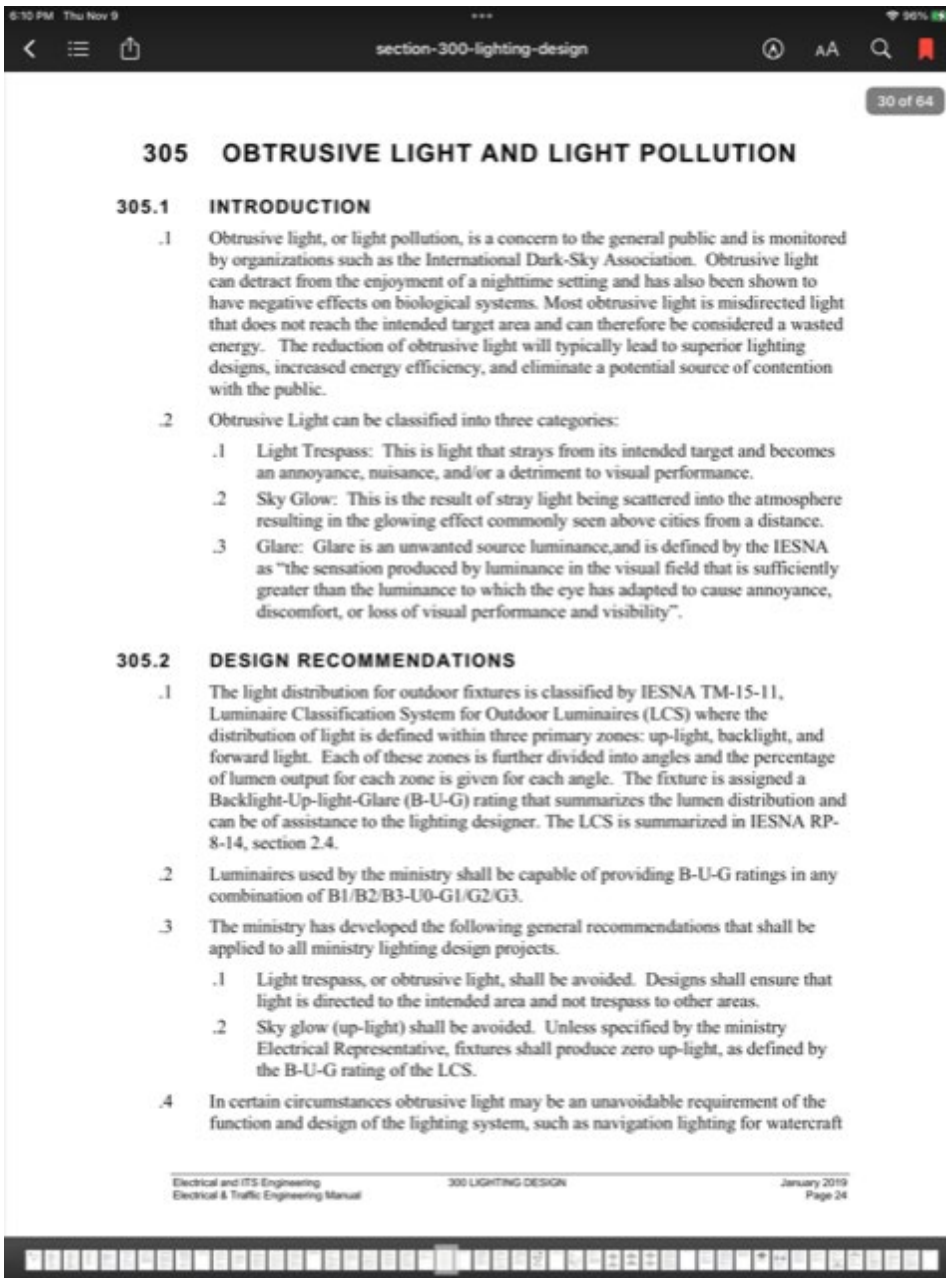 6:10 PM Thu Nov 9
96%
section-300-lighting-design
AA
30 of 64
305 OBTRUSIVE LIGHT AND LIGHT POLLUTION
305.1 INTRODUCTION
.1 Obtrusive light, or light pollution, is a concern to the general public and is monitored
by organizations such as the International Dark-Sky Association. Obtrusive light
can detract from the enjoyment of a nighttime setting and has also been shown to
have negative effects on biological systems. Most obtrusive light is misdirected light
that does not reach the intended target area and can therefore be considered a wasted
energy. The reduction of obtrusive light will typically lead to superior lighting
designs, increased energy efficiency, and eliminate a potential source of contention
with the public.
.2 Obtrusive Light can be classified into three categories:
.1 Light Trespass: This is light that strays from its intended target and becomes
an annoyance, nuisance, and/or a detriment to visual performance.
.2 Sky Glow: This is the result of stray light being scattered into the atmosphere
resulting in the glowing effect commonly seen above cities from a distance.
.3 Glare: Glare is an unwanted source luminance,and is defined by the IESNA
as “the sensation produced by luminance in the visual field that is sufficiently
greater than the luminance to which the eye has adapted to cause annoyance,
discomfort, or loss of visual performance and visibility”.
305.2 DESIGN RECOMMENDATIONS
.1 The light distribution for outdoor fixtures is classified by IESNA TM-15-11,
Luminaire Classification System for Outdoor Luminaires (LCS) where the
distribution of light is defined within three primary zones: up-light, backlight, and
forward light. Each of these zones is further divided into angles and the percentage
of lumen output for each zone is given for each angle. The fixture is assigned a
Backlight-Up-light-Glare (B-U-G) rating that summarizes the lumen distribution and
can be of assistance to the lighting designer. The LCS is summarized in IESNA RP-
8-14, section 2.4.
.2 Luminaires used by the ministry shall be capable of providing B-U-G ratings in any
combination of B1/B2/B3-U0-G1/G2/G3.
.3 The ministry has developed the following general recommendations that shall be
applied to all ministry lighting design projects.
.1 Light trespass, or obtrusive light, shall be avoided. Designs shall ensure that
light is directed to the intended area and not trespass to other areas.
.2 Sky glow (up-light) shall be avoided. Unless specified by the ministry
Electrical Representative, fixtures shall produce zero up-light, as defined by
the B-U-G rating of the LCS.
.4 In certain circumstances obtrusive light may be an unavoidable requirement of the
function and design of the lighting system, such as navigation lighting for watercraft
Electrical and ITS Engineering 300 LIGHTING DESIGN January 2019
Electrical & Traffic Engineering Manual Page 24